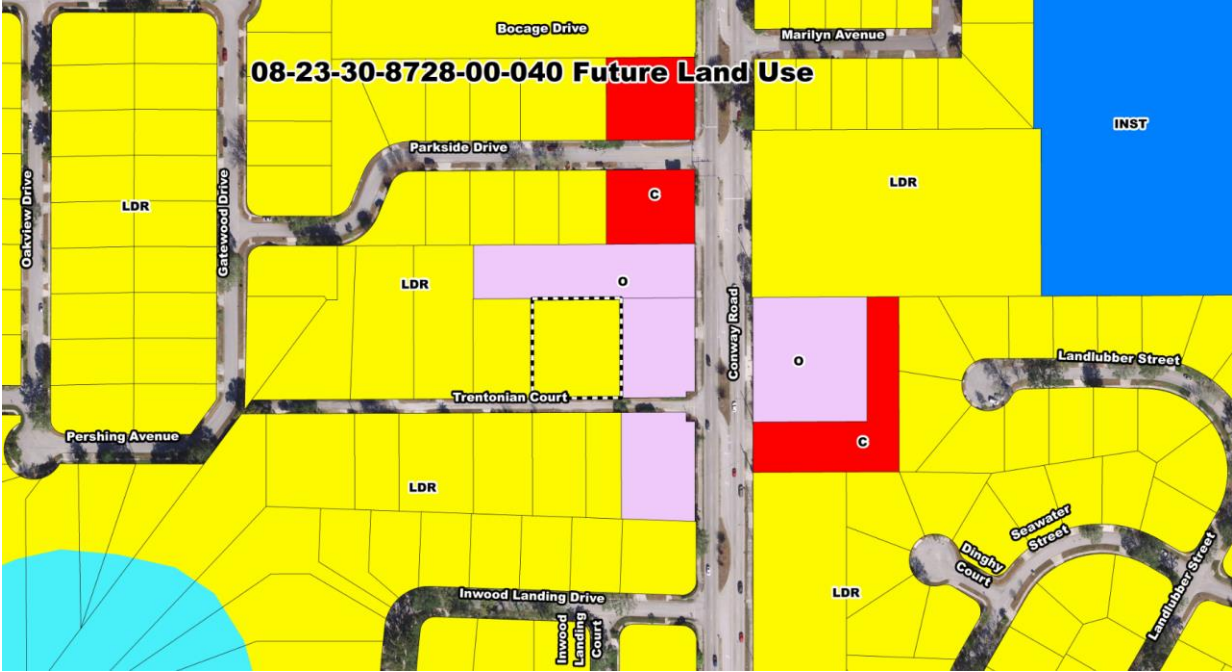 Bocage Drive
Marilyn Avenue
08-23-30-8728-00-040 Future Land Use
INST
Parkside Drive
LDR
C
LDR
Oakview Drive
Gatewood Drive
LDR
O
Conway Road
O
Landlubber Street
Trentonian Court
Pershing Avenue
C
LDR
Seawater
Street
Dinghy
Court
Landlubber Street
Inwood Landing Drive
LDR
Inwood
Landing
Court